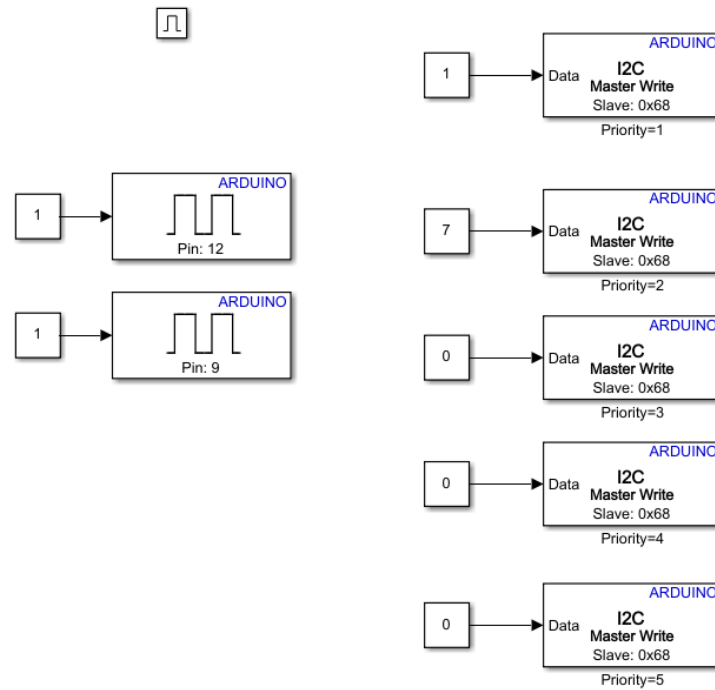 1
ARDUINO
Pin: 12
1
ARDUINO
Pin: 9
1
ARDUINO
Data
I2C
Master Write
Slave: 0x68
Priority=1
7
ARDUINO
Data
I2C
Master Write
Slave: 0x68
Priority=2
0
ARDUINO
Data
I2C
Master Write
Slave: 0x68
Priority=3
0
ARDUINO
Data
I2C
Master Write
Slave: 0x68
Priority=4
0
ARDUINO
Data
I2C
Master Write
Slave: 0x68
Priority=5